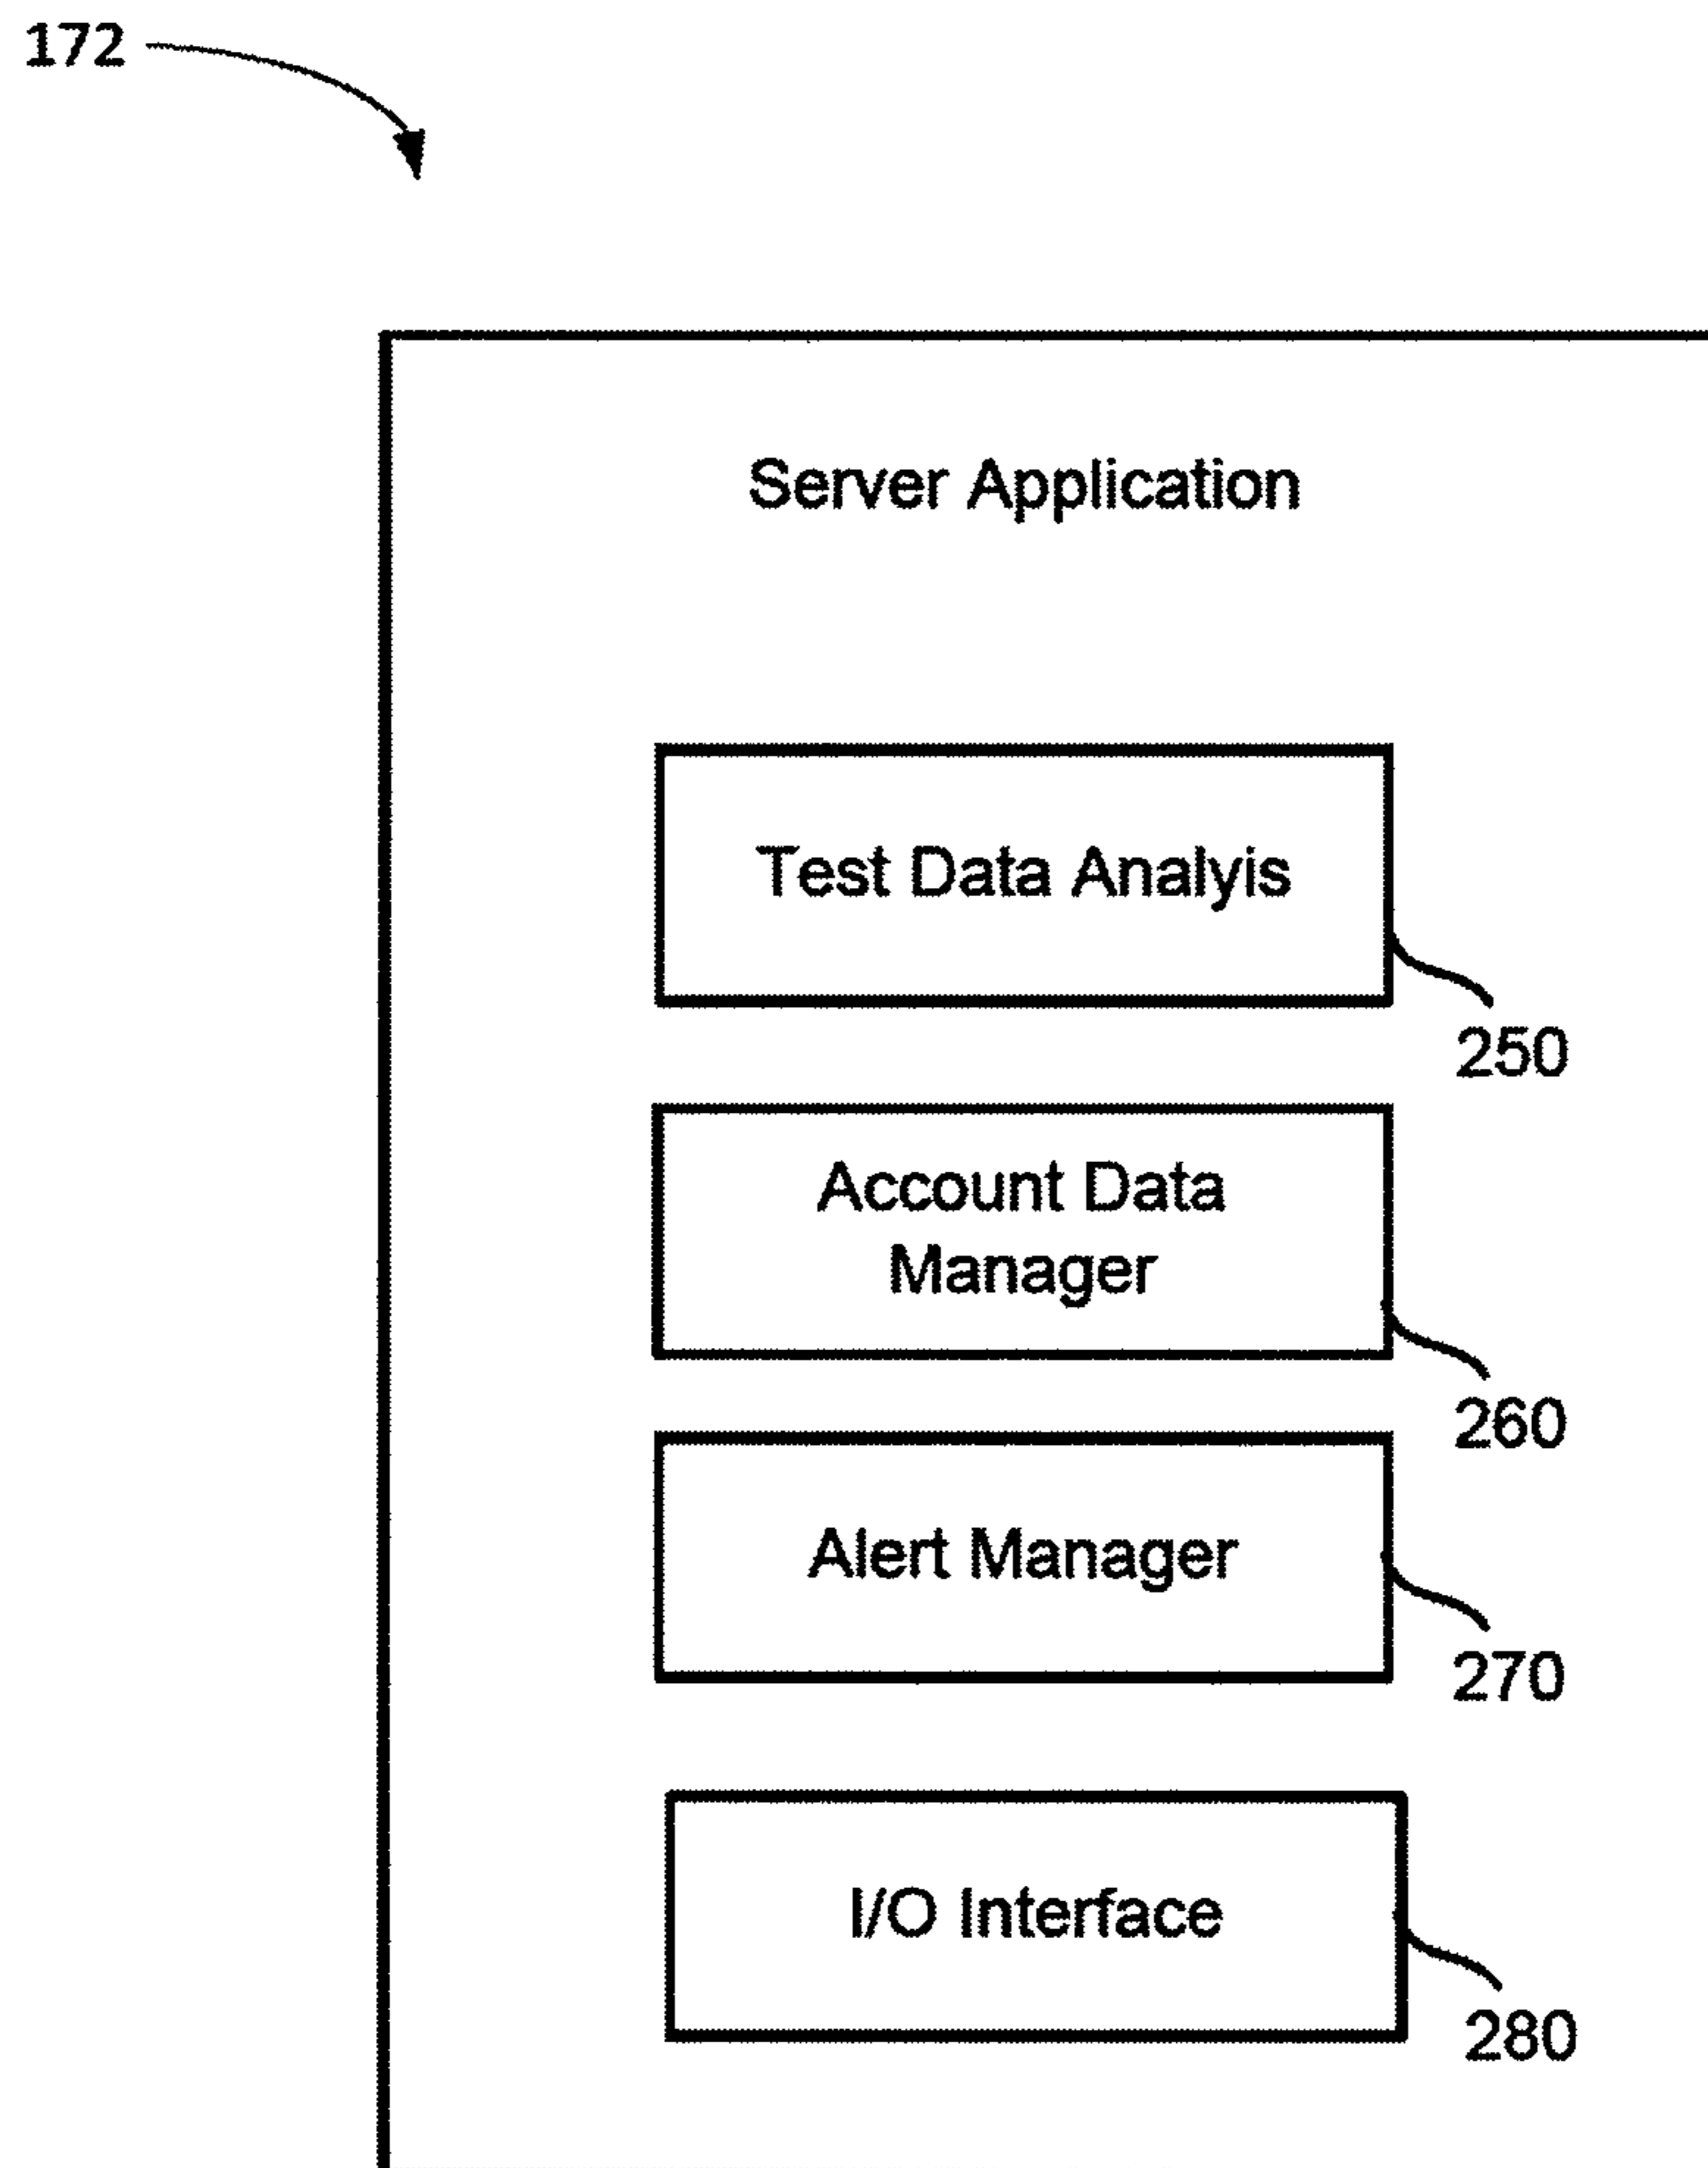 172
Server Application
Test Data Analyis
250
Account Data
Manager
260
Alert Manager
270
I/O Interface
280